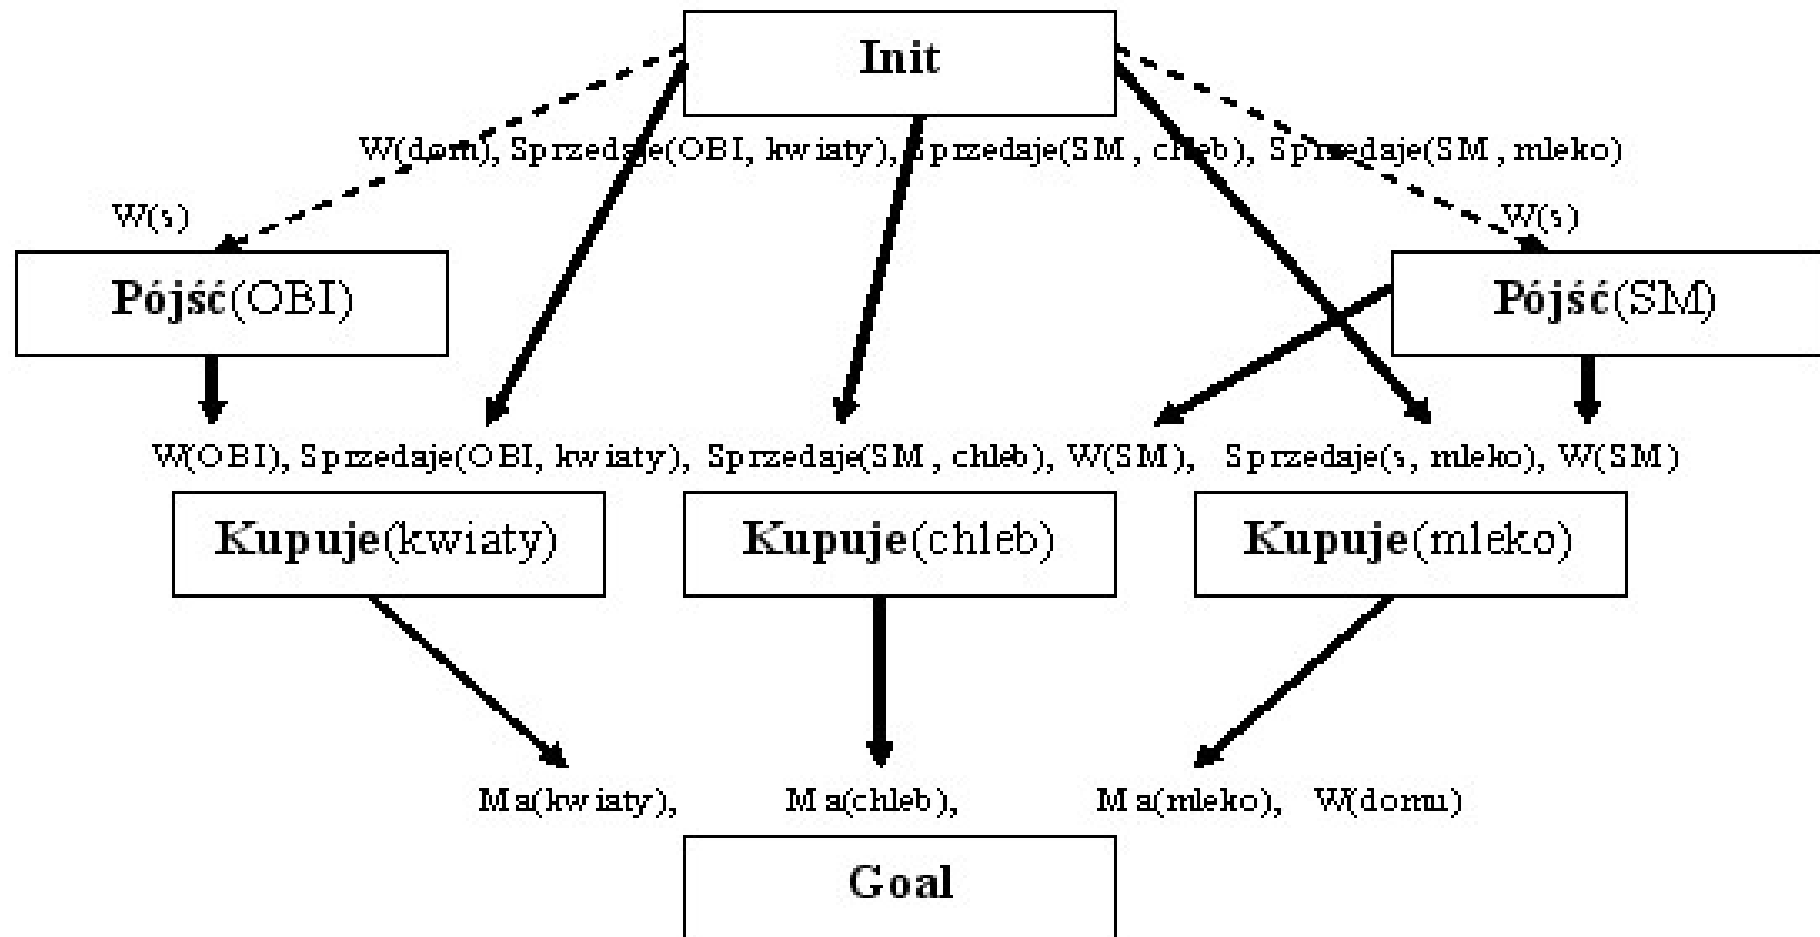 Init
W(dom), Sprzedaje(OBI, kwiaty), Sprzedaje(SM, chleb), Sprzedaje(SM, mleko)
W(s) W(s)
Pójść(OBI) Pójść(SM)
W(OBI), Sprzedaje(OBI, kwiaty), Sprzedaje(SM, chleb), W(SM), Sprzedaje(s, mleko), W(SM)
Kupuje(kwiaty) Kupuje(chleb) Kupuje(mleko)
Ma(kwiaty), Ma(chleb), Ma(mleko), W(domu)
Goal